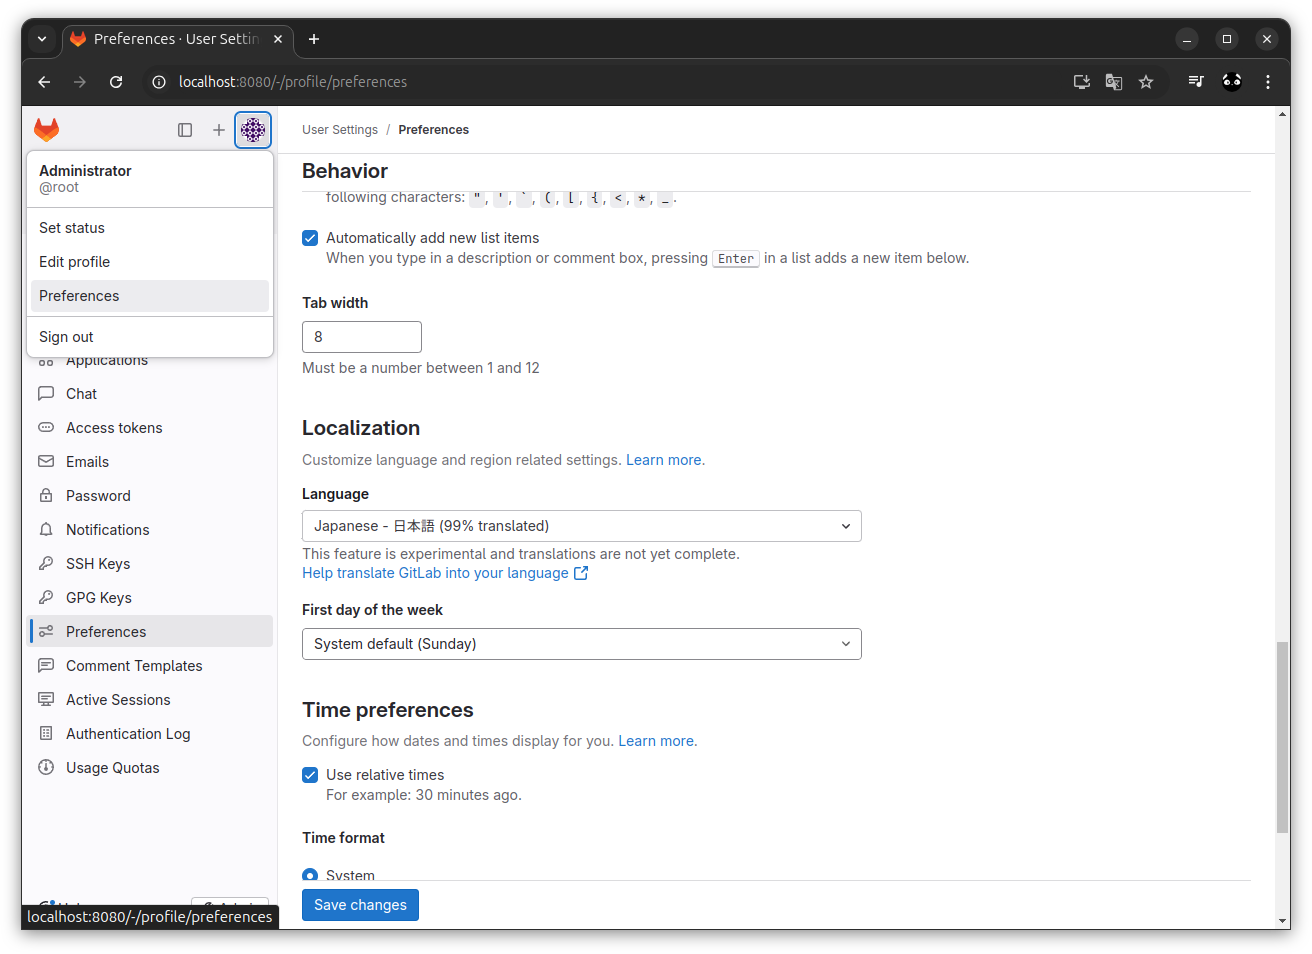 Preferences · User Settin
localhost:8080/-/profile/preferences
User Settings / Preferences
Administrator
@root
Set status
Edit profile
Preferences
Sign out
Applications
Chat
Access tokens
Emails
Password
Notifications
SSH Keys
GPG Keys
Preferences
Comment Templates
Active Sessions
Authentication Log
Usage Quotas
localhost:8080/-/profile/preferences
Behavior
following characters: ", ', `, (, [, {, <, *, _.
Automatically add new list items
When you type in a description or comment box, pressing Enter in a list adds a new item below.
Tab width
8
Must be a number between 1 and 12
Localization
Customize language and region related settings. Learn more.
Language
Japanese - 日本語 (99% translated)
This feature is experimental and translations are not yet complete.
Help translate GitLab into your language
First day of the week
System default (Sunday)
Time preferences
Configure how dates and times display for you. Learn more.
Use relative times
For example: 30 minutes ago.
Time format
System
Save changes